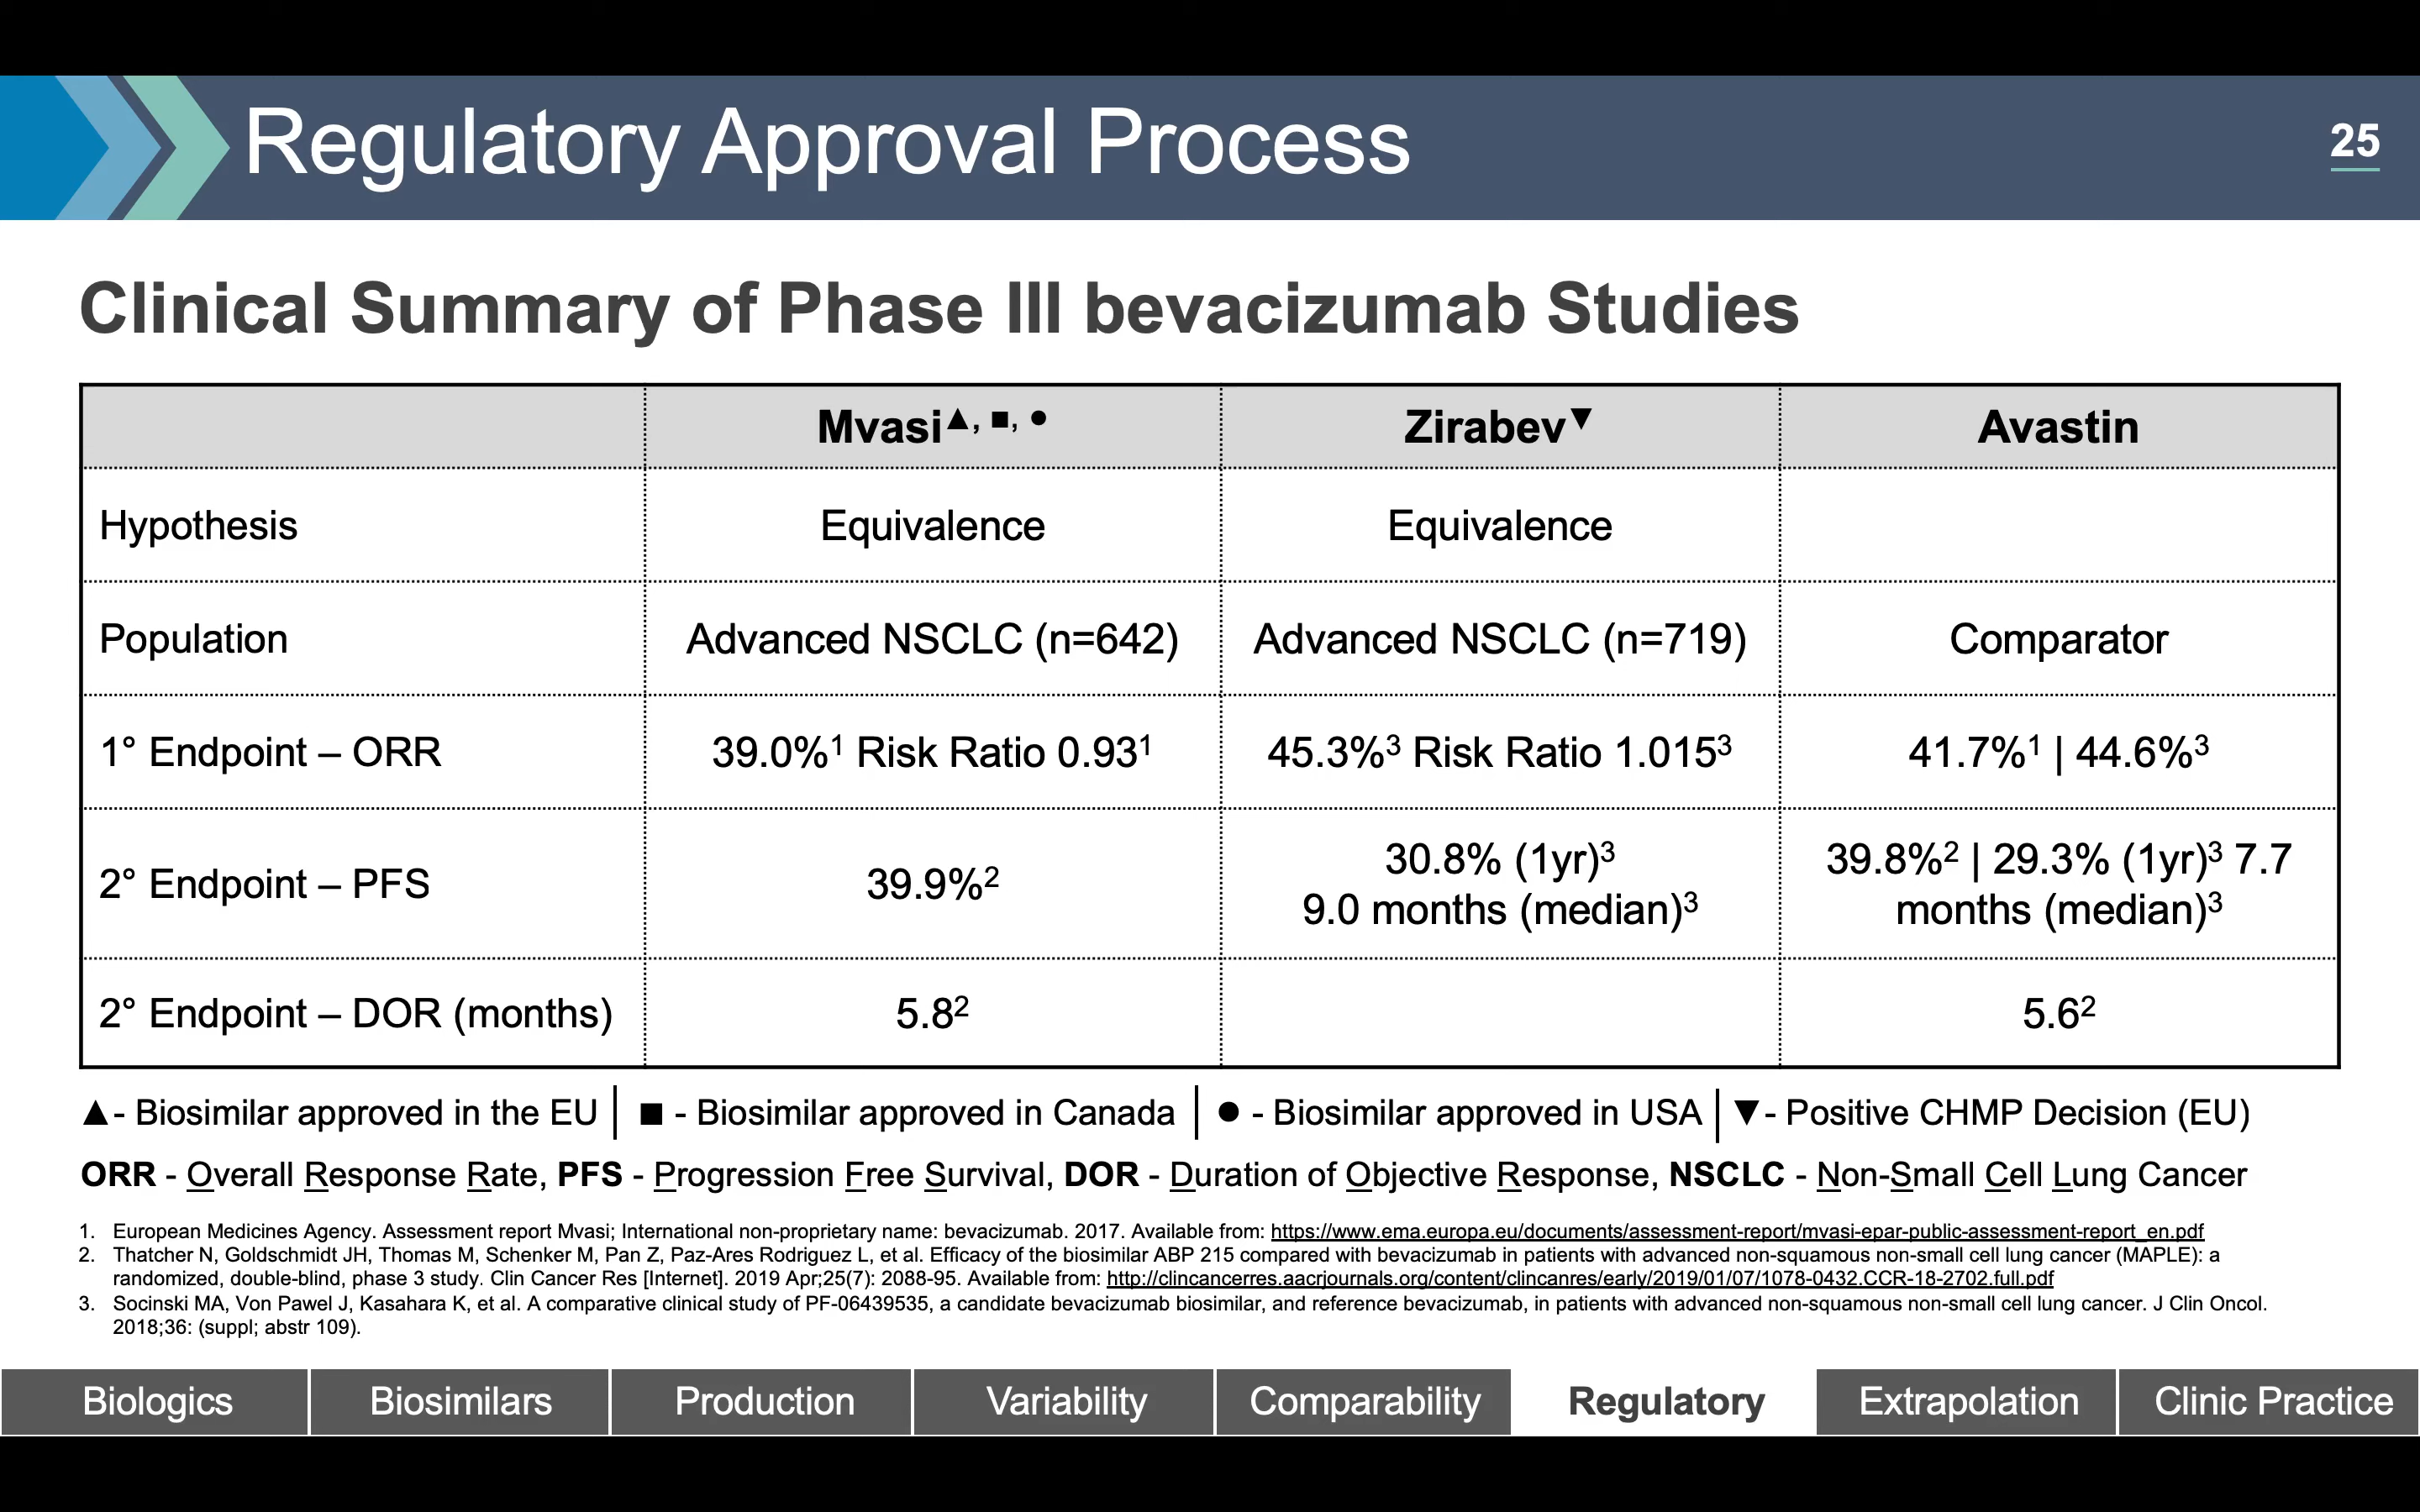 Regulatory Approval Process
25
Clinical Summary of Phase III bevacizumab Studies
Mvasi▲, ■, ● Zirabev▼ Avastin
Hypothesis Equivalence Equivalence
Population Advanced NSCLC (n=642) Advanced NSCLC (n=719) Comparator
1° Endpoint – ORR 39.0%¹ Risk Ratio 0.93¹ 45.3%³ Risk Ratio 1.015³ 41.7%¹ | 44.6%³
2° Endpoint – PFS 39.9%² 30.8% (1yr)³ 39.8%² | 29.3% (1yr)³ 7.7
9.0 months (median)³ months (median)³
2° Endpoint – DOR (months) 5.8² 5.6²
▲- Biosimilar approved in the EU | ■ - Biosimilar approved in Canada | ● - Biosimilar approved in USA | ▼- Positive CHMP Decision (EU)
ORR - Overall Response Rate, PFS - Progression Free Survival, DOR - Duration of Objective Response, NSCLC - Non-Small Cell Lung Cancer
1. European Medicines Agency. Assessment report Mvasi; International non-proprietary name: bevacizumab. 2017. Available from: https://www.ema.europa.eu/documents/assessment-report/mvasi-epar-public-assessment-report_en.pdf
2. Thatcher N, Goldschmidt JH, Thomas M, Schenker M, Pan Z, Paz-Ares Rodriguez L, et al. Efficacy of the biosimilar ABP 215 compared with bevacizumab in patients with advanced non-squamous non-small cell lung cancer (MAPLE): a
randomized, double-blind, phase 3 study. Clin Cancer Res [Internet]. 2019 Apr;25(7): 2088-95. Available from: http://clincancerres.aacrjournals.org/content/clincanres/early/2019/01/07/1078-0432.CCR-18-2702.full.pdf
3. Socinski MA, Von Pawel J, Kasahara K, et al. A comparative clinical study of PF-06439535, a candidate bevacizumab biosimilar, and reference bevacizumab, in patients with advanced non-squamous non-small cell lung cancer. J Clin Oncol.
2018;36: (suppl; abstr 109).
Biologics Biosimilars Production Variability Comparability Regulatory Extrapolation Clinic Practice